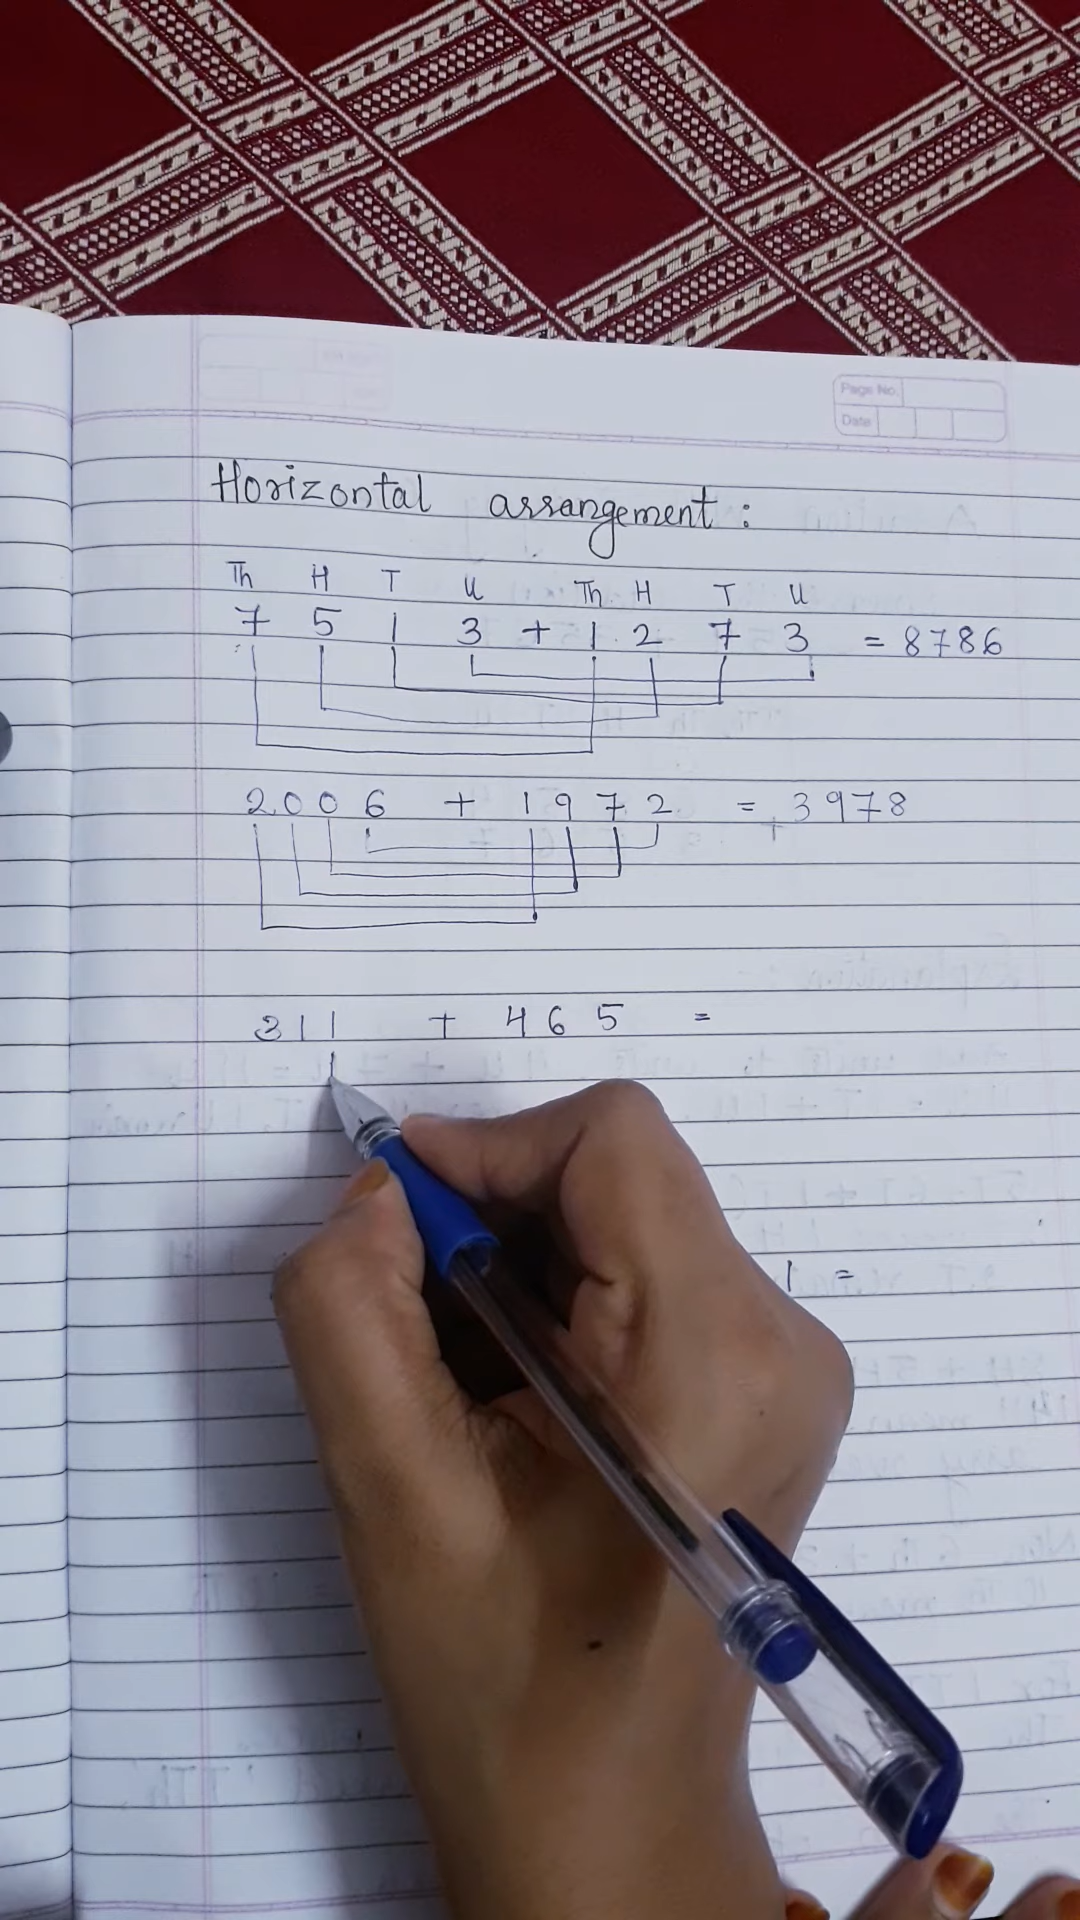 Page No.
Date
Horizontal arrangement :
Th H T U Th H T U
7 5 1 3 + 1 2 7 3 = 8786
2006 + 1972 = 3978
311 + 465 =
1 =